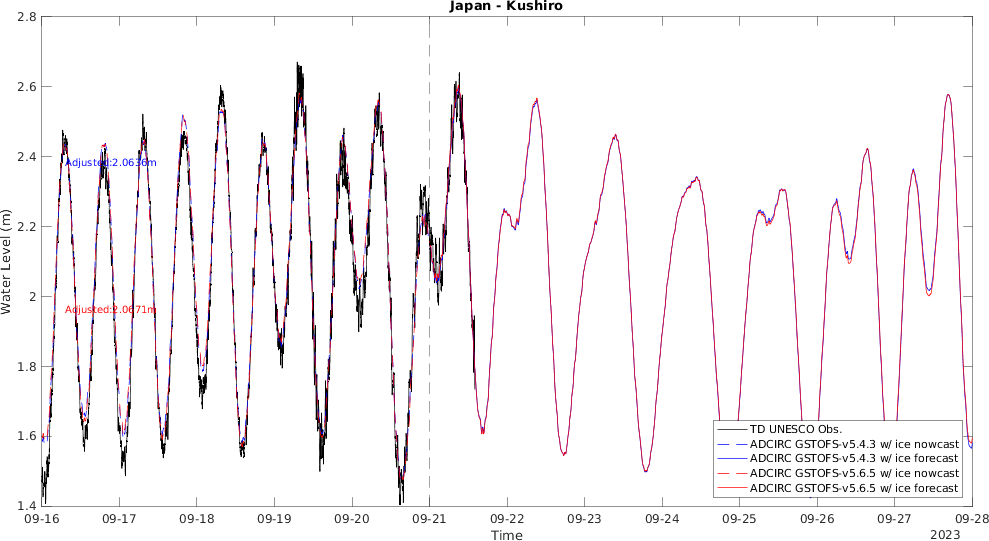 Japan - Kushiro
2.8
2.6
2.4
2.2
2
1.8
1.6
1.4
Water Level (m)
Adjusted:2.0636m
Adjusted:2.0671m
TD UNESCO Obs.
ADCIRC GSTOFS-v5.4.3 w/ ice nowcast
ADCIRC GSTOFS-v5.4.3 w/ ice forecast
ADCIRC GSTOFS-v5.6.5 w/ ice nowcast
ADCIRC GSTOFS-v5.6.5 w/ ice forecast
09-16 09-17 09-18 09-19 09-20 09-21 09-22 09-23 09-24 09-25 09-26 09-27 09-28
Time
2023